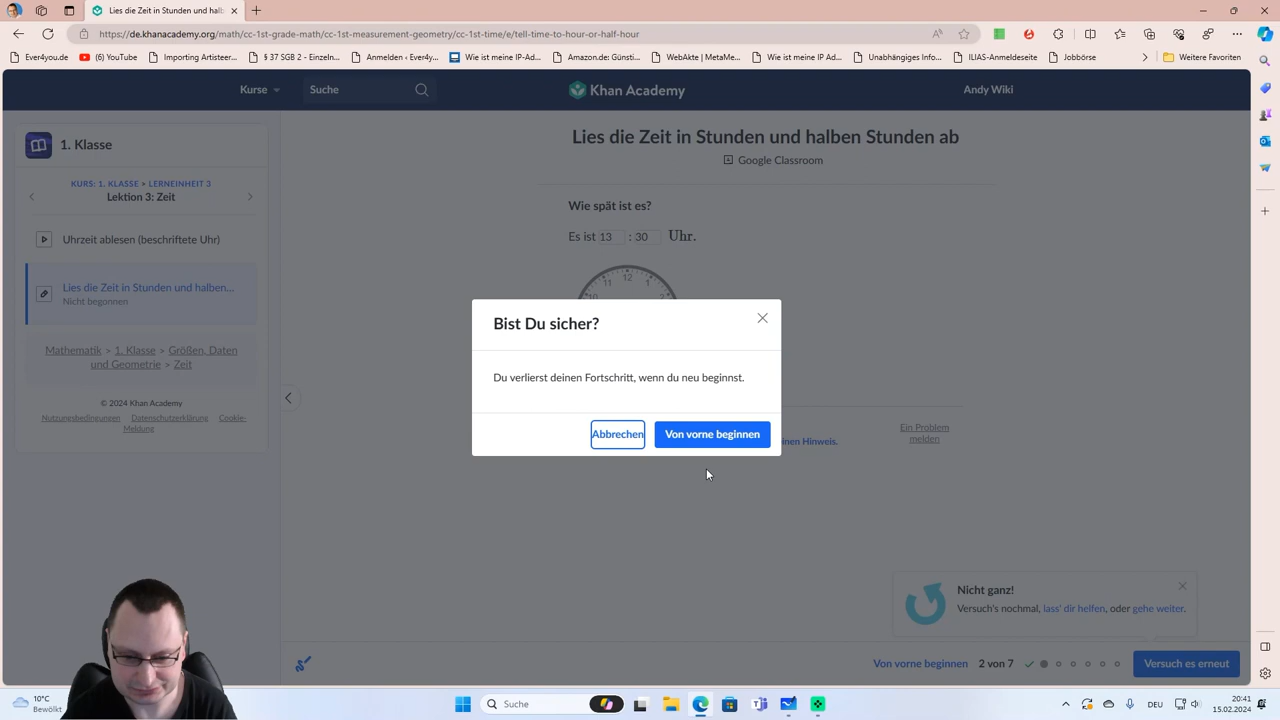 Lies die Zeit in Stunden und halb
https://de.khanacademy.org/math/cc-1st-grade-math/cc-1st-measurement-geometry/cc-1st-time/e/tell-time-to-hour-or-half-hour
Ever4you.de
(6) YouTube
Importing Artisteer...
§ 37 SGB 2 - Einzeln...
Anmelden ‹ Ever4y...
Wie ist meine IP-Ad...
Amazon.de: Günsti...
WebAkte | MetaMe...
Wie ist meine IP Ad...
Unabhängiges Info...
ILIAS-Anmeldeseite
Jobbörse
Weitere Favoriten
Kurse
Suche
Khan Academy
Andy Wiki
1. Klasse
KURS: 1. KLASSE > LERNEINHEIT 3
Lektion 3: Zeit
Uhrzeit ablesen (beschriftete Uhr)
Lies die Zeit in Stunden und halben...
Nicht begonnen
Mathematik > 1. Klasse > Größen, Daten
und Geometrie > Zeit
© 2024 Khan Academy
Nutzungsbedingungen Datenschutzerklärung Cookie-
Meldung
Lies die Zeit in Stunden und halben Stunden ab
Google Classroom
Wie spät ist es?
Es ist 13 : 30 Uhr.
11 12 1
10 2
Bist Du sicher?
Du verlierst deinen Fortschritt, wenn du neu beginnst.
Abbrechen
Von vorne beginnen
inen Hinweis.
Ein Problem
melden
Nicht ganz!
Versuch's nochmal, lass' dir helfen, oder gehe weiter.
Von vorne beginnen
2 von 7
Versuch es erneut
10°C
Bewölkt
Suche
DEU
20:41
15.02.2024